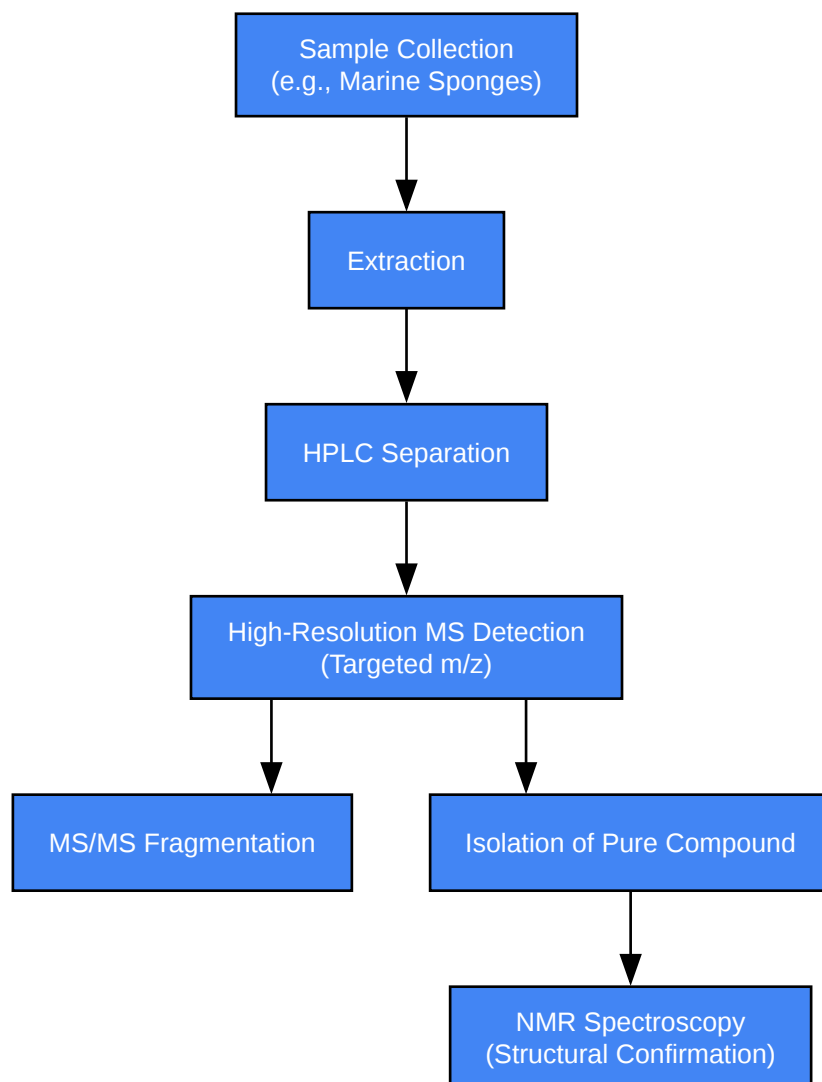 Sample Collection
(e.g., Marine Sponges)
Extraction
HPLC Separation
High-Resolution MS Detection
(Targeted m/z)
MS/MS Fragmentation
Isolation of Pure Compound
NMR Spectroscopy
(Structural Confirmation)